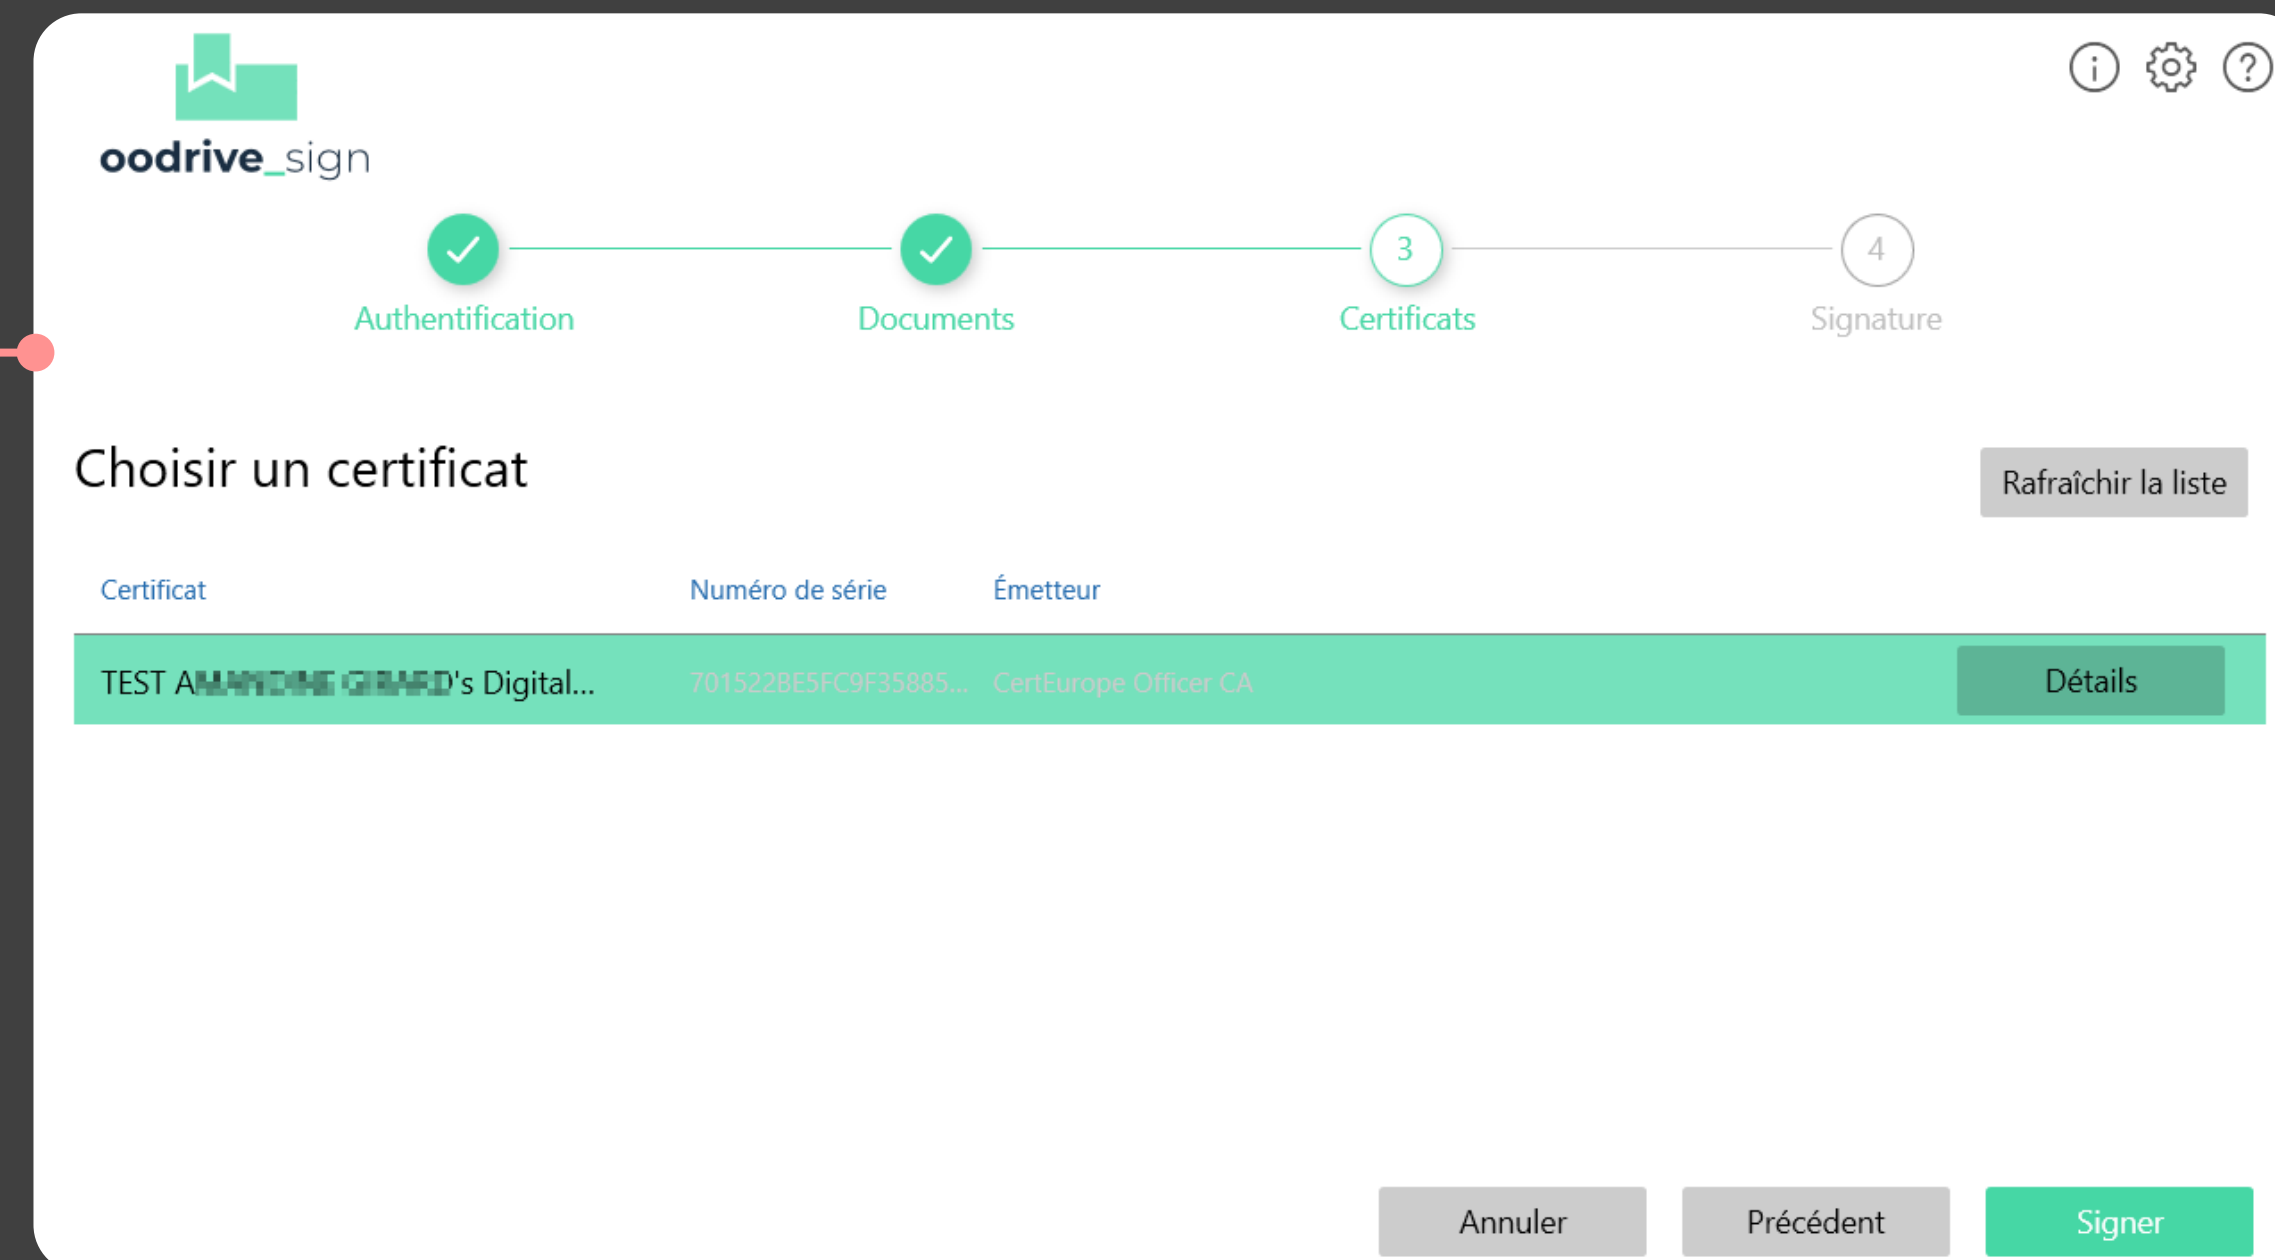 oodrive_sign
3
4
Authentification
Documents
Certificats
Signature
Choisir un certificat
Rafraîchir la liste
Certificat
Numéro de série
Émetteur
TEST A 's Digital...
701522BE5FC9F35885...
CertEurope Officer CA
Détails
Annuler
Précédent
Signer